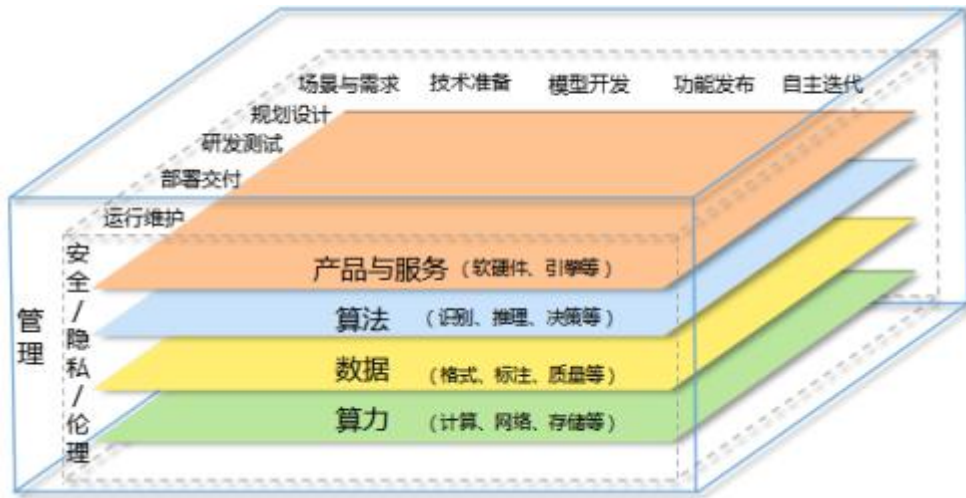 场景与需求 技术准备 模型开发 功能发布 自主迭代
规划设计
研发测试
部署交付
运行维护
管理
安全/隐私/伦理
产品与服务 (软硬件、引擎等)
算法 (识别、推理、决策等)
数据 (格式、标注、质量等)
算力 (计算、网络、存储等)